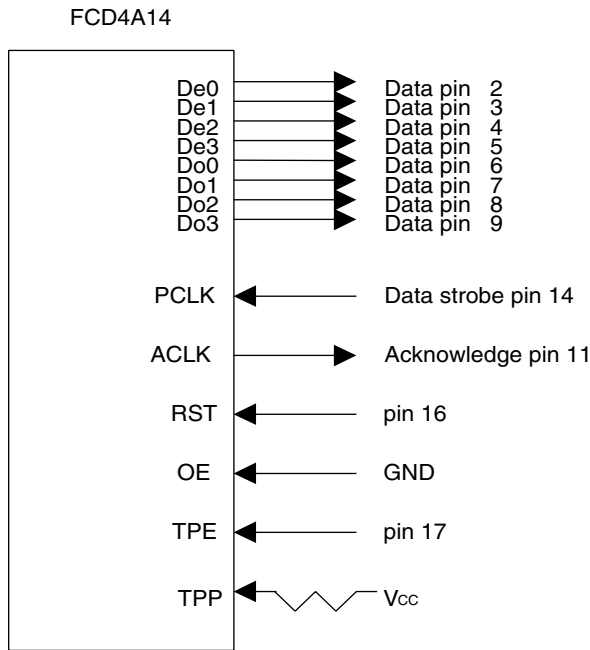 FCD4A14
De0 Data pin 2
De1 Data pin 3
De2 Data pin 4
De3 Data pin 5
Do0 Data pin 6
Do1 Data pin 7
Do2 Data pin 8
Do3 Data pin 9
PCLK Data strobe pin 14
ACLK Acknowledge pin 11
RST pin 16
OE GND
TPE pin 17
TPP Vcc